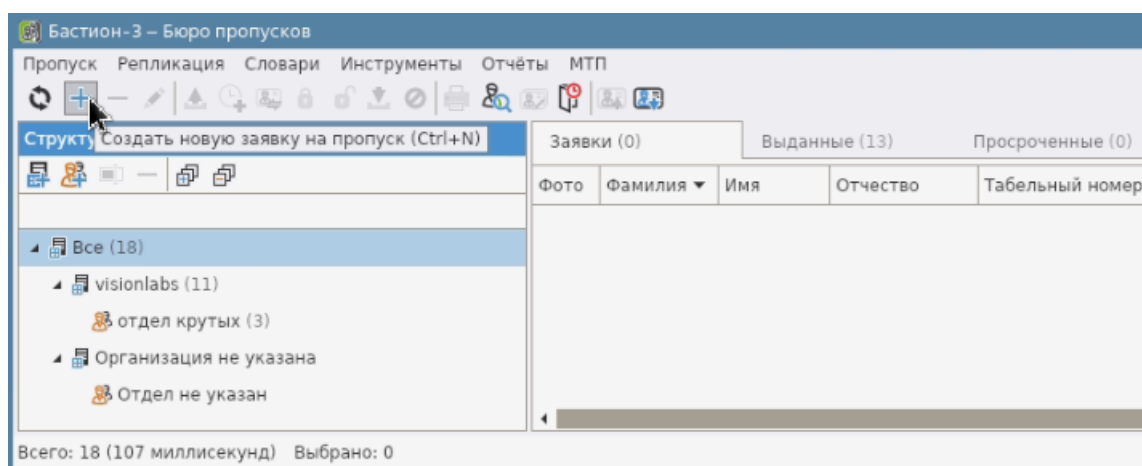 Бастион-3 – Бюро пропусков
Пропуск Репликация Словари Инструменты Отчёты МТП
Структу
Создать новую заявку на пропуск (Ctrl+N)
Заявки (0) Выданные (13) Просроченные (0)
Фото Фамилия Имя Отчество Табельный номер
Все (18)
visionlabs (11)
отдел крутых (3)
Организация не указана
Отдел не указан
Всего: 18 (107 миллисекунд) Выбрано: 0